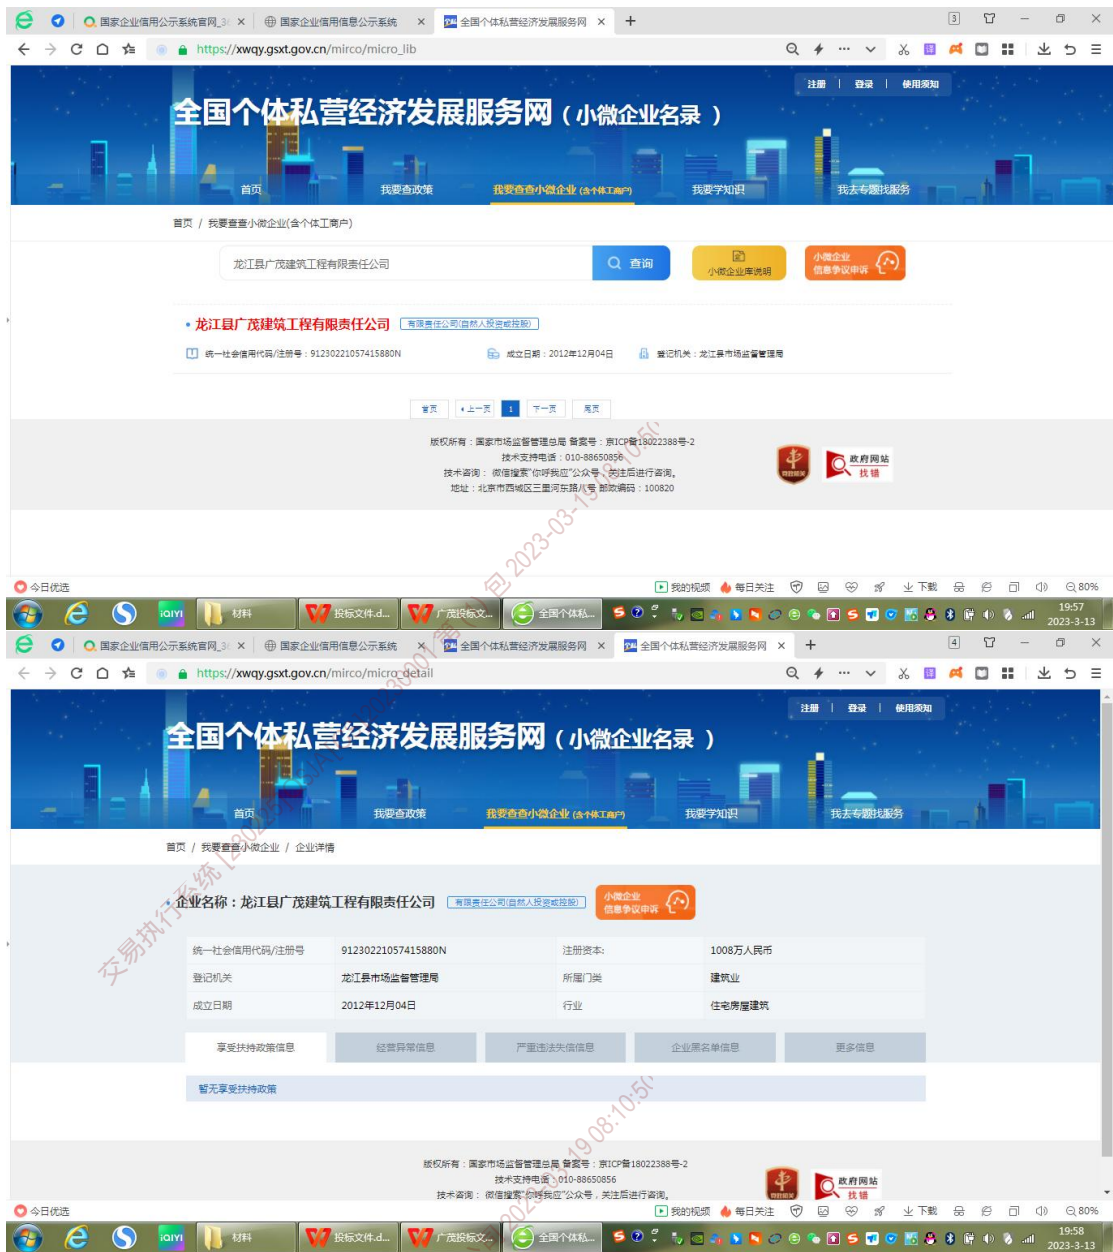 国家企业信用公示系统官网_36
国家企业信用信息公示系统
全国个体私营经济发展服务网
3
https://xwqy.gsxt.gov.cn/mirco/micro_lib
注册 | 登录 | 使用须知
全国个体私营经济发展服务网（小微企业名录 ）
首页 我要查政策 我要查查小微企业 (含个体工商户) 我要学知识 我去专题找服务
首页 / 我要查查小微企业(含个体工商户)
龙江县广茂建筑工程有限责任公司
查询
小微企业库说明
小微企业
信息争议申诉
龙江县广茂建筑工程有限责任公司 有限责任公司(自然人投资或控股)
统一社会信用代码/注册号：91230221057415880N 成立日期：2012年12月04日 登记机关：龙江县市场监督管理局
首页 上一页 1 下一页 尾页
版权所有：国家市场监督管理总局 备案号：京ICP备18022388号-2
技术支持电话：010-88650856
技术咨询： 微信搜索“你呼我应”公众号，关注后进行咨询。
地址：北京市西城区三里河东路八号 邮政编码：100820
政府网站
找错
今日优选
我的视频 每日关注 下载 80%
iQIYI 材料 投标文件.d... 广茂投标文... 全国个体私...
19:57
2023-3-13
国家企业信用公示系统官网_36
国家企业信用信息公示系统
全国个体私营经济发展服务网
全国个体私营经济发展服务网
4
https://xwqy.gsxt.gov.cn/mirco/micro_detail
注册 | 登录 | 使用须知
全国个体私营经济发展服务网（小微企业名录 ）
首页 我要查政策 我要查查小微企业 (含个体工商户) 我要学知识 我去专题找服务
首页 / 我要查查小微企业 / 企业详情
企业名称：龙江县广茂建筑工程有限责任公司 有限责任公司(自然人投资或控股)
小微企业
信息争议申诉
统一社会信用代码/注册号 91230221057415880N 注册资本: 1008万人民币
登记机关 龙江县市场监督管理局 所属门类 建筑业
成立日期 2012年12月04日 行业 住宅房屋建筑
享受扶持政策信息 经营异常信息 严重违法失信信息 企业黑名单信息 更多信息
暂无享受扶持政策
版权所有：国家市场监督管理总局 备案号：京ICP备18022388号-2
技术支持电话：010-88650856
技术咨询： 微信搜索“你呼我应”公众号，关注后进行咨询。
政府网站
找错
今日优选
我的视频 每日关注 下载 80%
iQIYI 材料 投标文件.d... 广茂投标文... 全国个体私...
19:58
2023-3-13